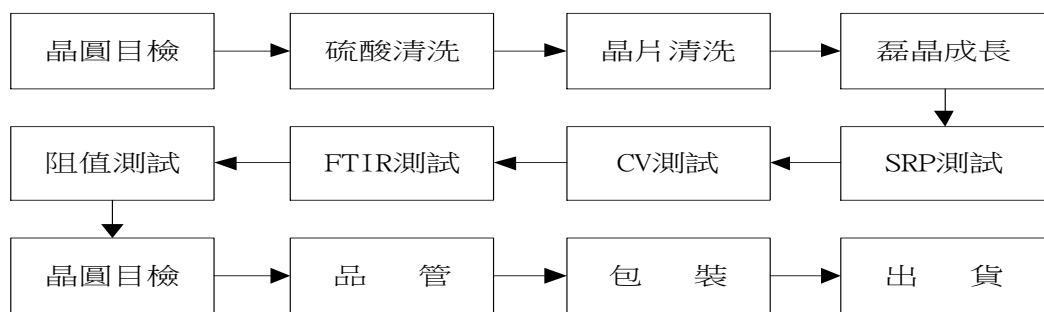 晶圓目檢
硫酸清洗
晶片清洗
磊晶成長
阻值測試
FTIR測試
CV測試
SRP測試
晶圓目檢
品 管
包 裝
出 貨